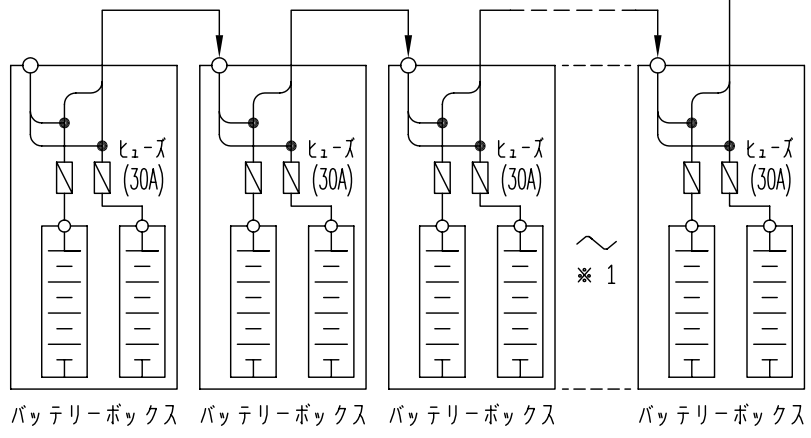 ヒューズ
(30A)
ヒューズ
(30A)
ヒューズ
(30A)
ヒューズ
(30A)
～
※ 1
バッテリーボックス
バッテリーボックス
バッテリーボックス
バッテリーボックス